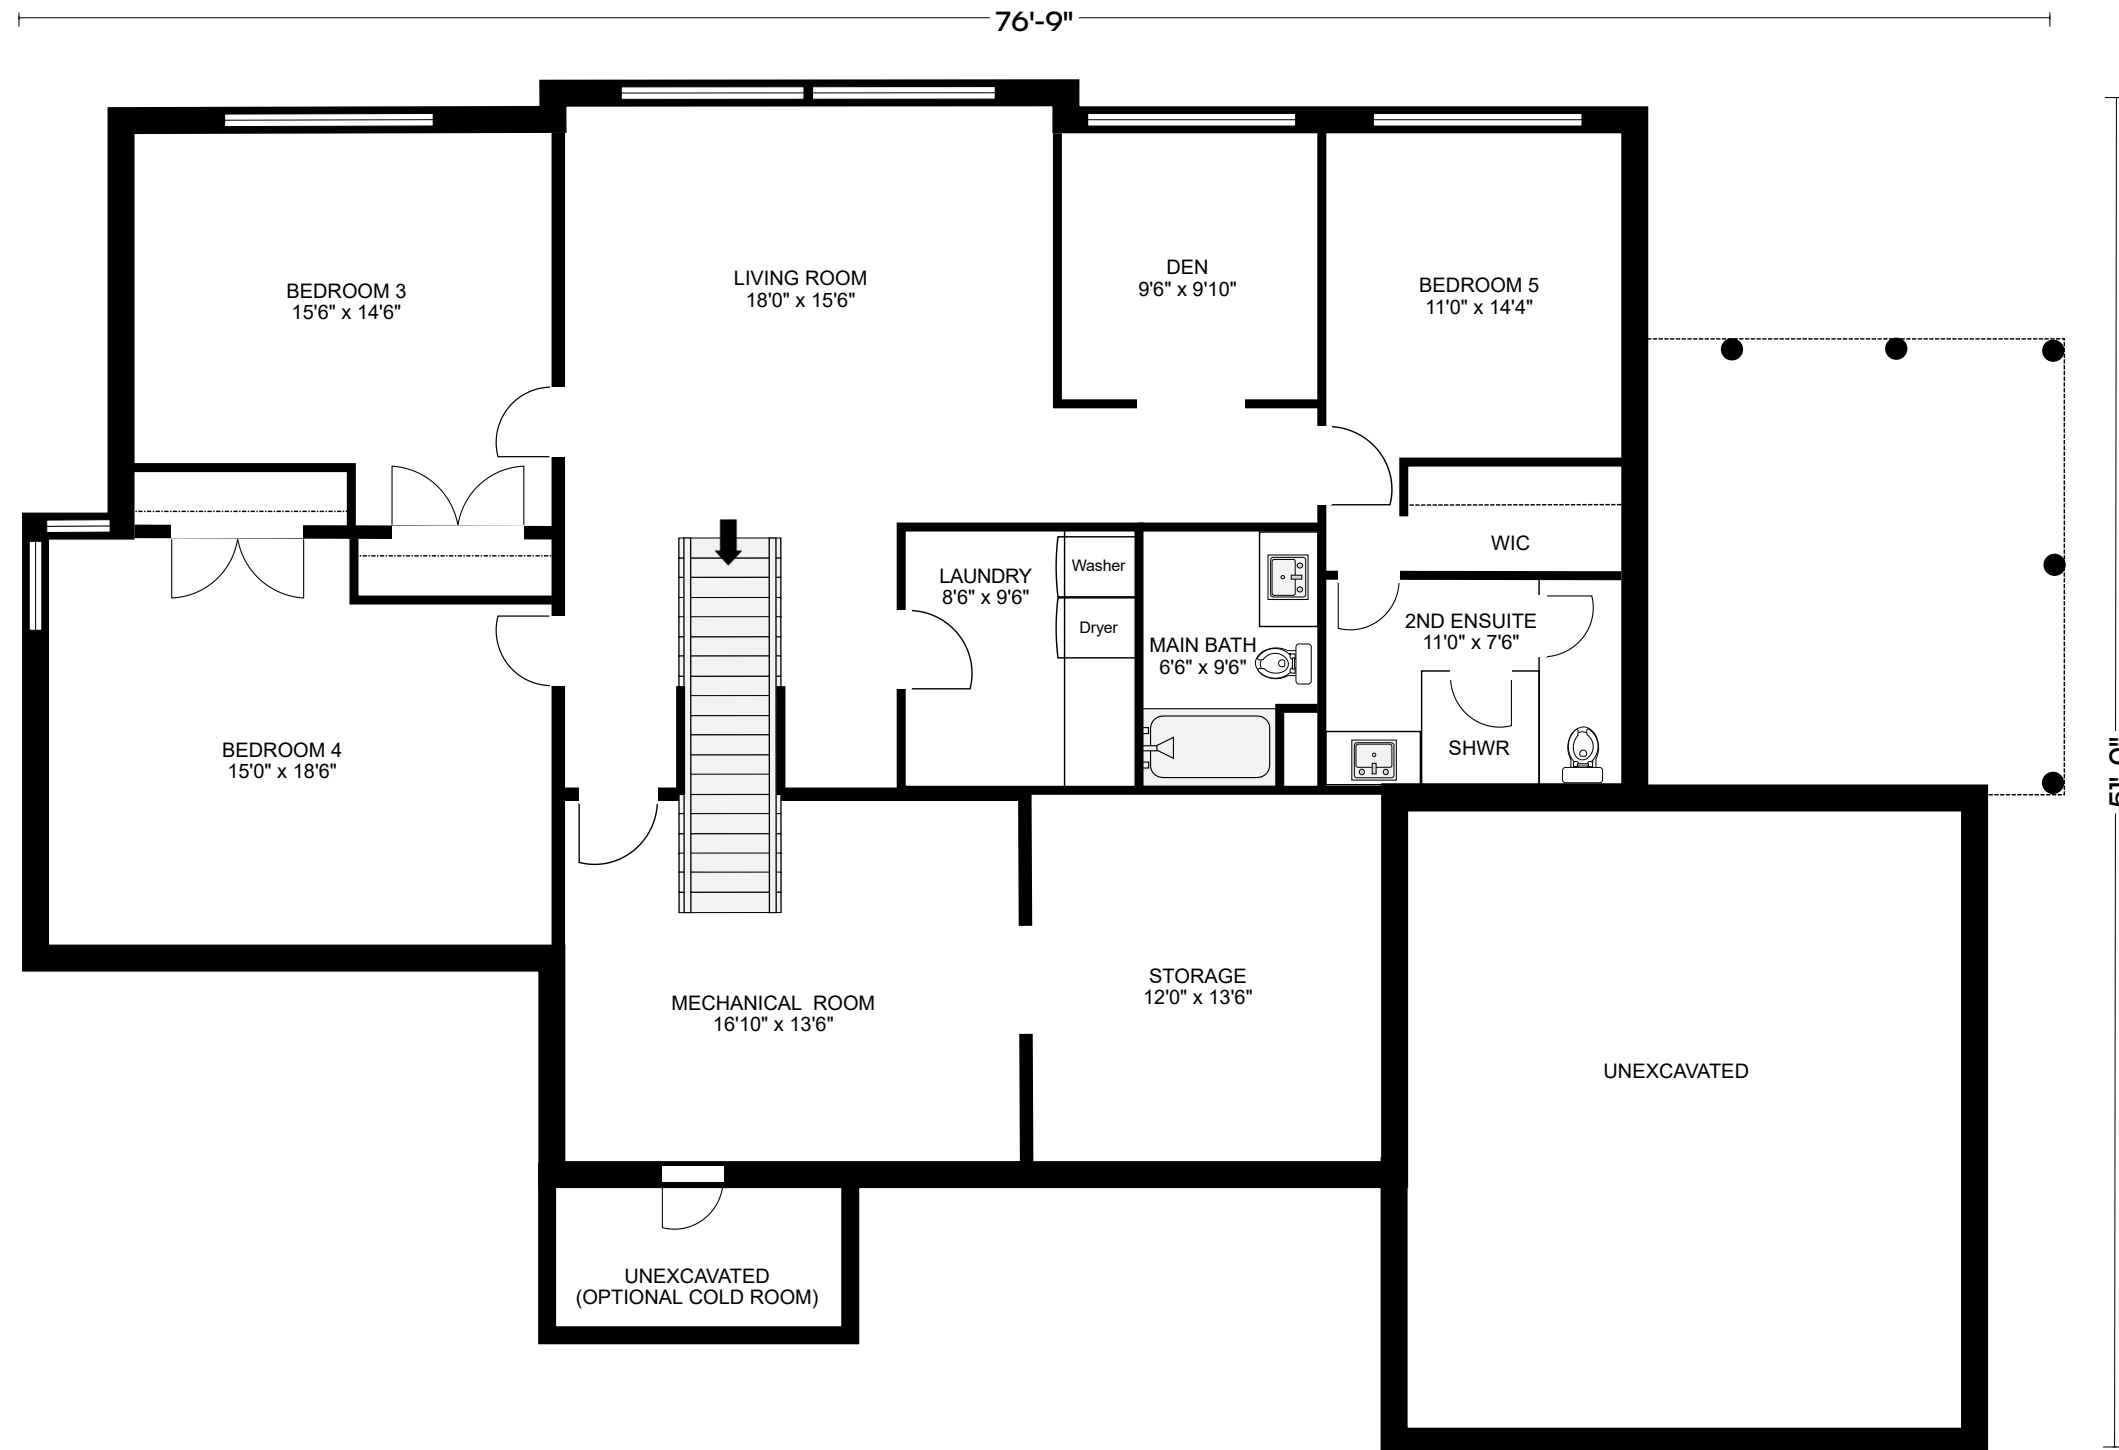 76'-9"
BEDROOM 3
15'6" x 14'6"
LIVING ROOM
18'0" x 15'6"
DEN
9'6" x 9'10"
BEDROOM 5
11'0" x 14'4"
WIC
LAUNDRY
8'6" x 9'6"
Washer
Dryer
MAIN BATH
6'6" x 9'6"
2ND ENSUITE
11'0" x 7'6"
SHWR
BEDROOM 4
15'0" x 18'6"
MECHANICAL ROOM
16'10" x 13'6"
STORAGE
12'0" x 13'6"
UNEXCAVATED
UNEXCAVATED
(OPTIONAL COLD ROOM)